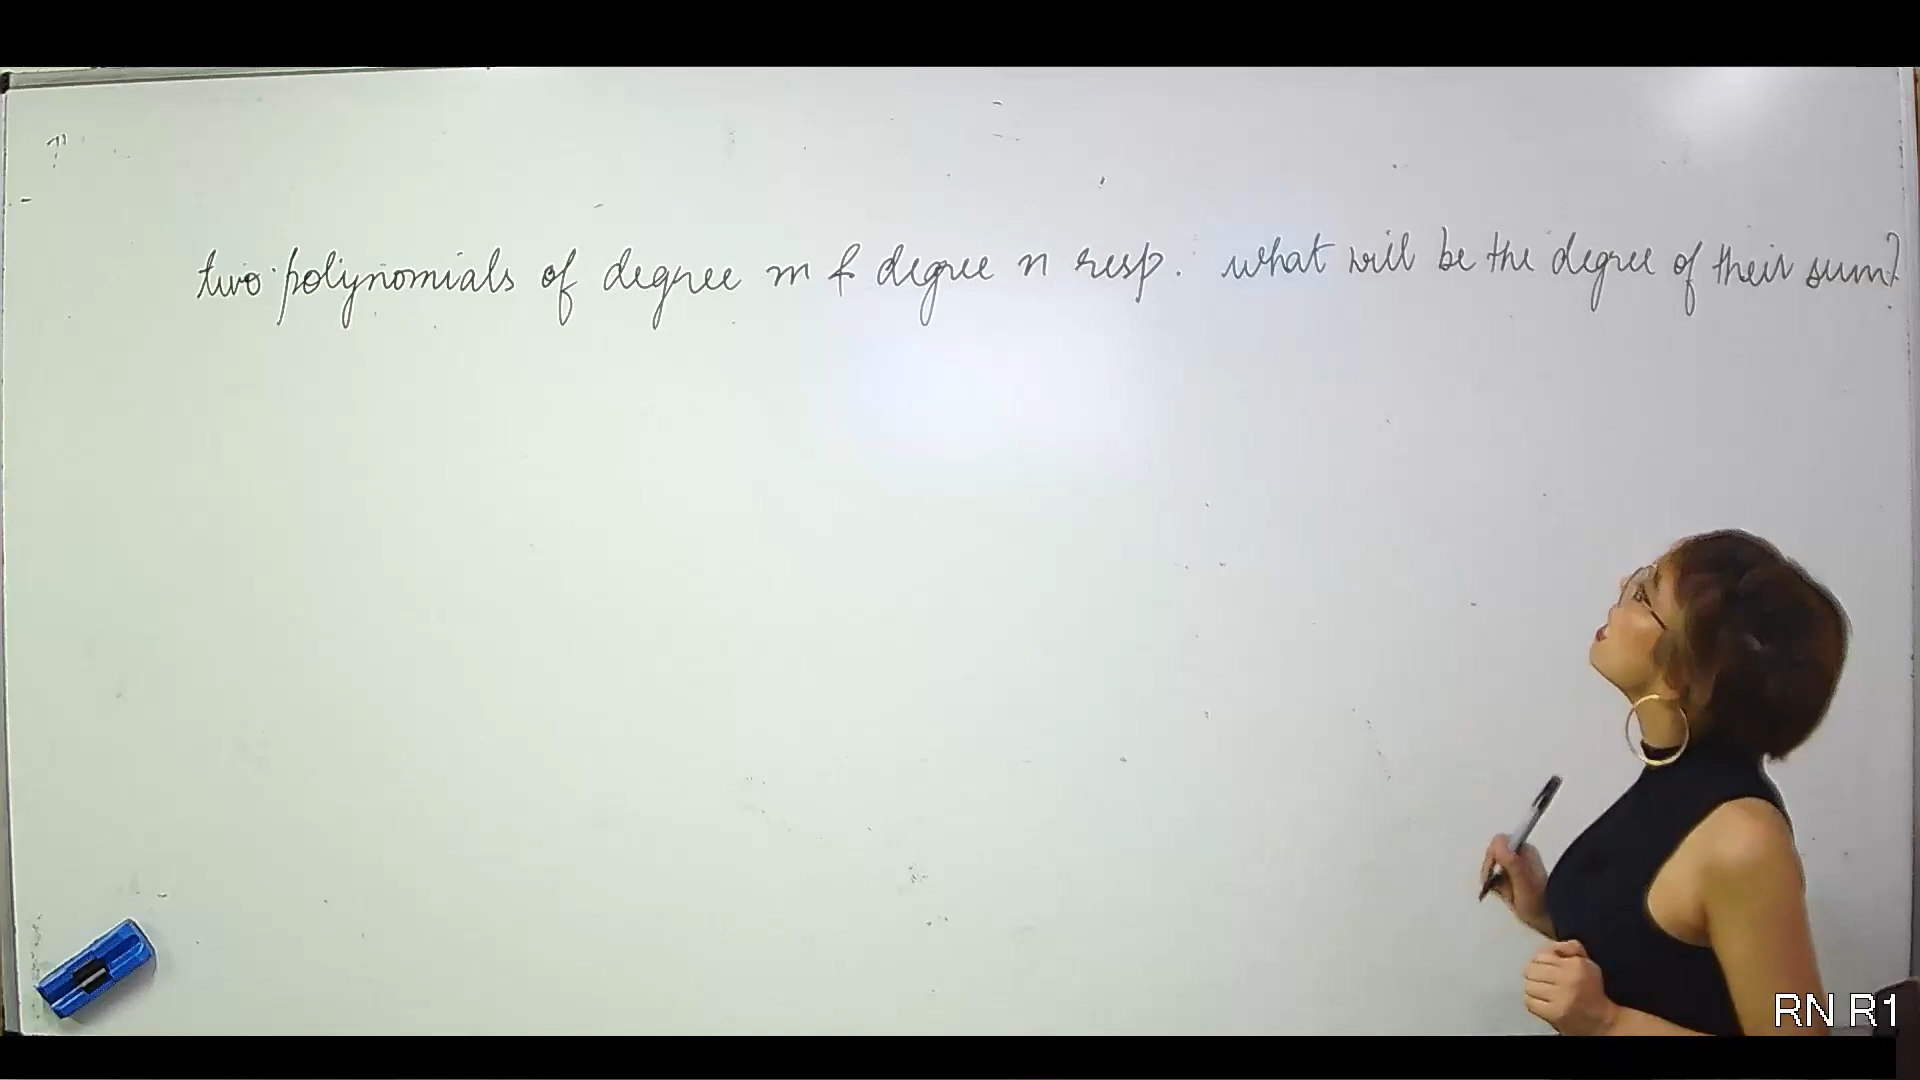 two polynomials of degree m & degree n resp. what will be the degree of their sum?
RN R1